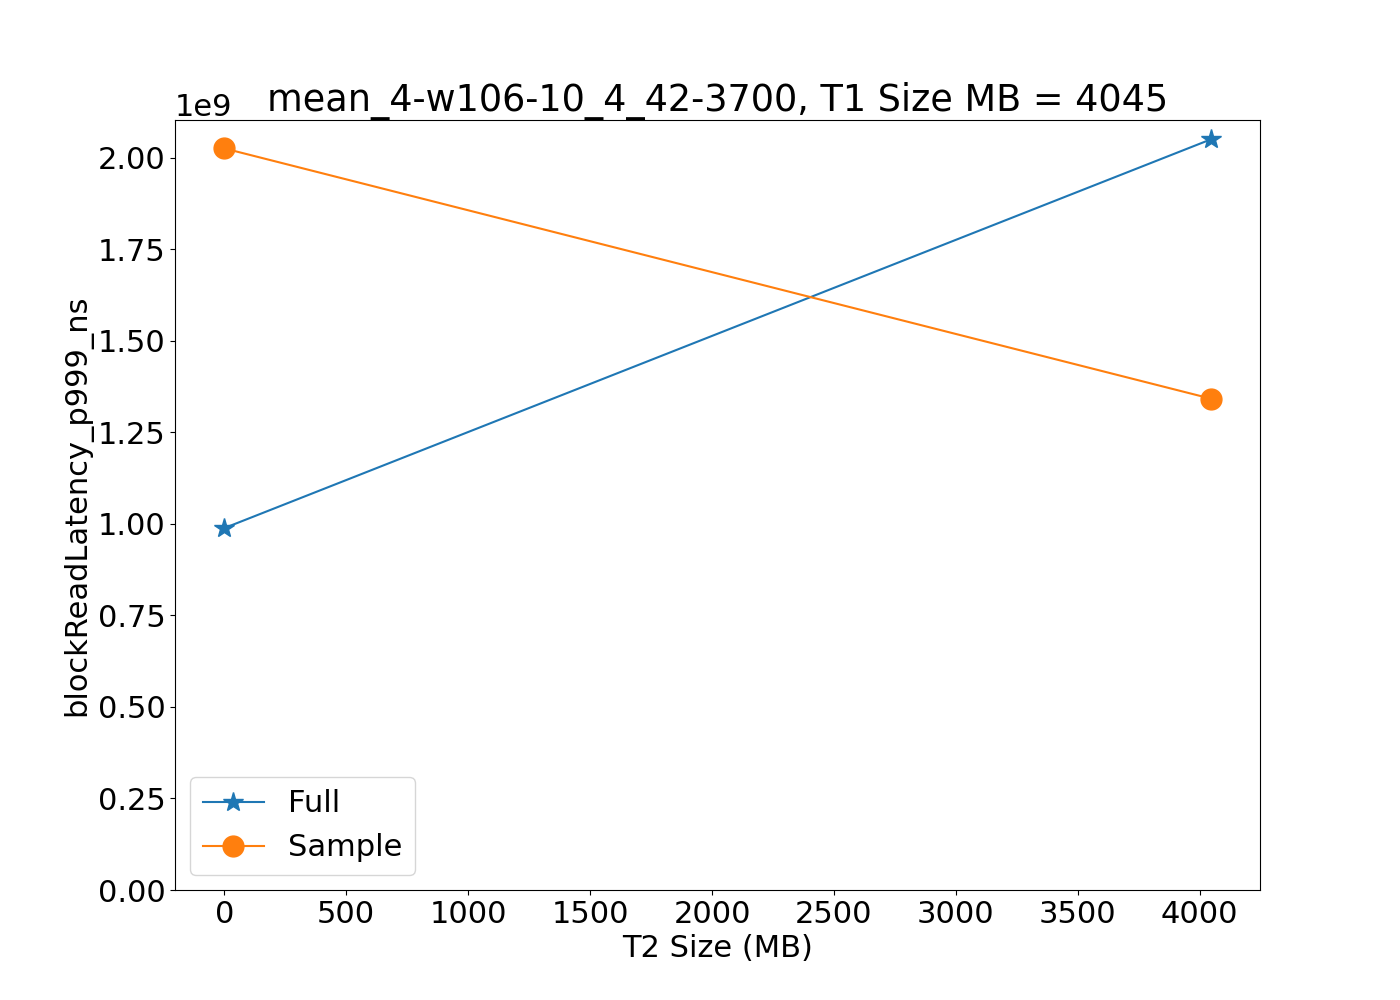 1e9
mean_4-w106-10_4_42-3700, T1 Size MB = 4045
2.00
1.75
1.50
1.25
1.00
0.75
0.50
0.25
0.00
blockReadLatency_p999_ns
Full
Sample
0 500 1000 1500 2000 2500 3000 3500 4000
T2 Size (MB)